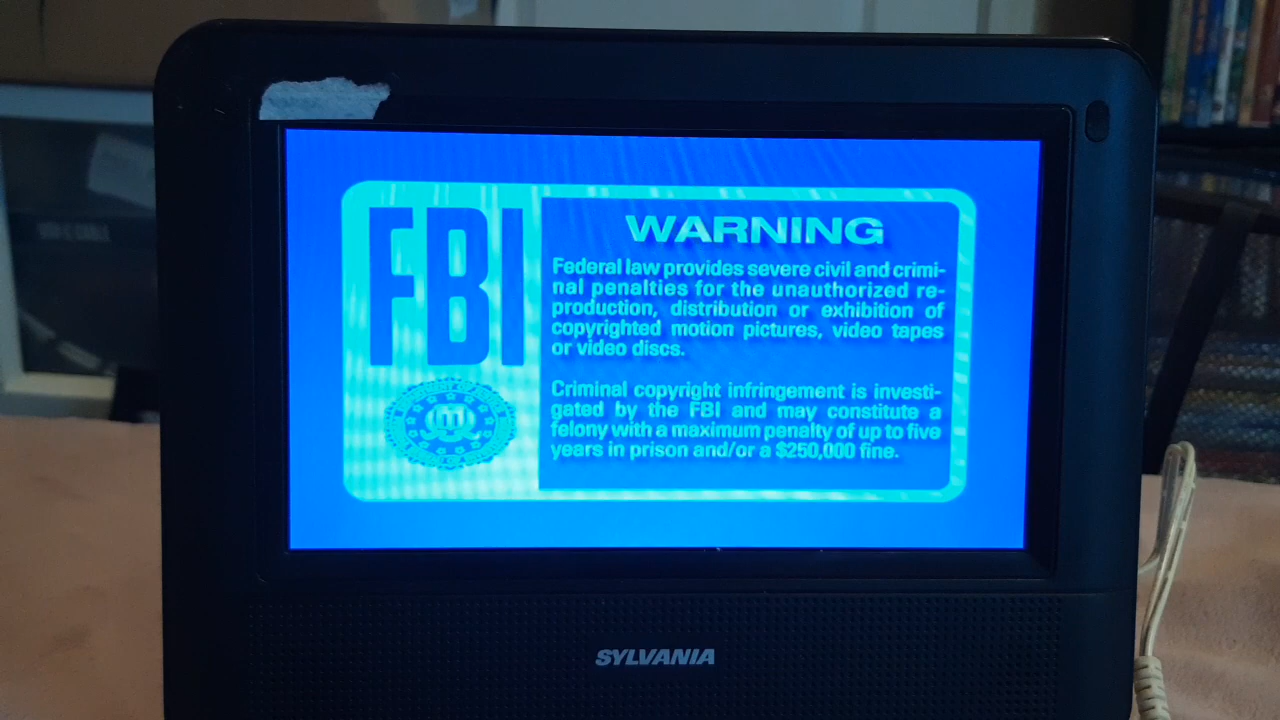 FBI
WARNING
Federal law provides severe civil and crimi-
nal penalties for the unauthorized re-
production, distribution or exhibition of
copyrighted motion pictures, video tapes
or video discs.
Criminal copyright infringement is investi-
gated by the FBI and may constitute a
felony with a maximum penalty of up to five
years in prison and/or a $250,000 fine.
SYLVANIA